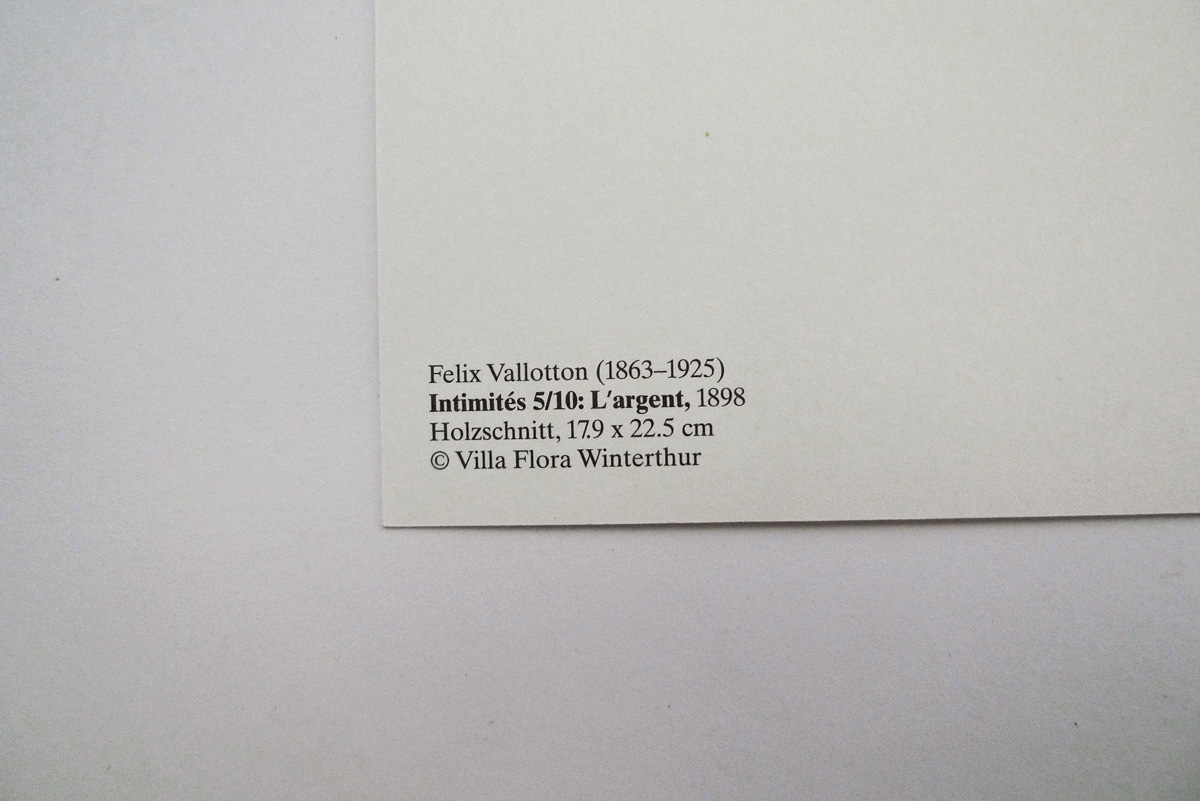 Felix Vallotton (1863–1925)
Intimités 5/10: L'argent, 1898
Holzschnitt, 17.9 x 22.5 cm
© Villa Flora Winterthur